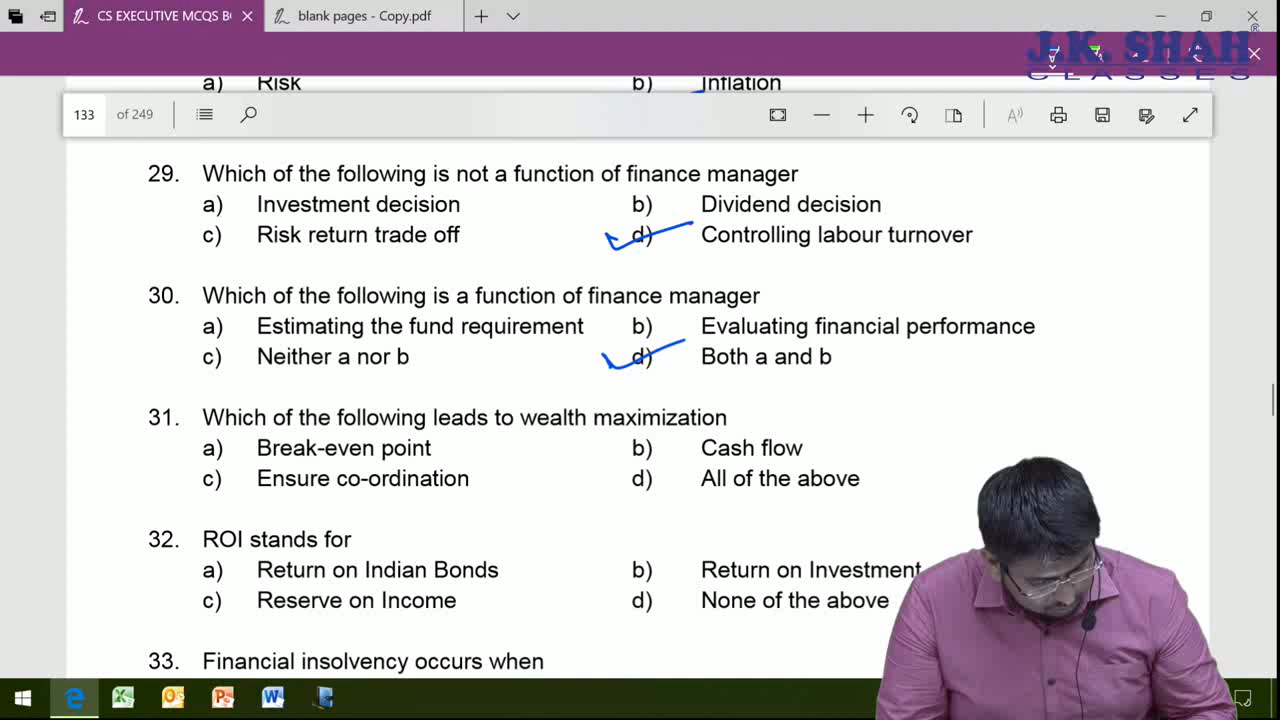 CS EXECUTIVE MCQS B
blank pages - Copy.pdf
J.K. SHAH
®
CLASSES
a) Risk b) Inflation
133 of 249
29. Which of the following is not a function of finance manager
a) Investment decision b) Dividend decision
c) Risk return trade off d) Controlling labour turnover
30. Which of the following is a function of finance manager
a) Estimating the fund requirement b) Evaluating financial performance
c) Neither a nor b d) Both a and b
31. Which of the following leads to wealth maximization
a) Break-even point b) Cash flow
c) Ensure co-ordination d) All of the above
32. ROI stands for
a) Return on Indian Bonds b) Return on Investment
c) Reserve on Income d) None of the above
33. Financial insolvency occurs when